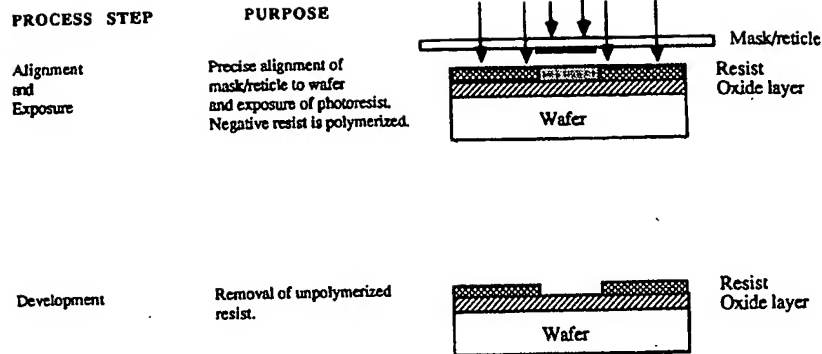 PROCESS STEP
PURPOSE
Mask/reticle
Alignment
and
Exposure
Precise alignment of
mask/reticle to wafer
and exposure of photoresist.
Negative resist is polymerized.
Resist
Oxide layer
Wafer
Development
Removal of unpolymerized
resist.
Resist
Oxide layer
Wafer